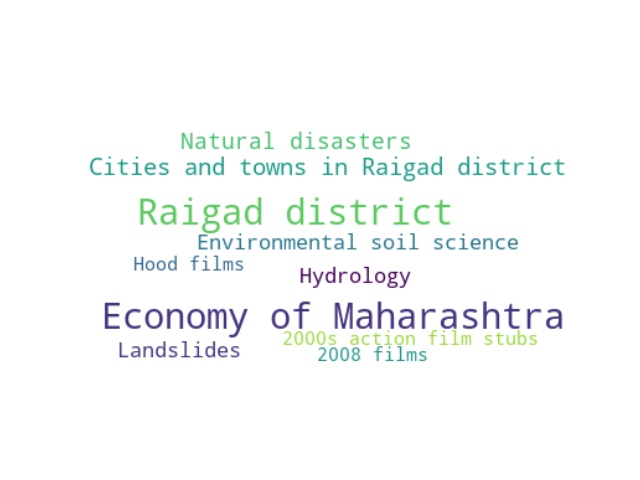 Natural disasters
Cities and towns in Raigad district
Raigad district
Environmental soil science
Hood films
Hydrology
Economy of Maharashtra
2000s action film stubs
Landslides
2008 films